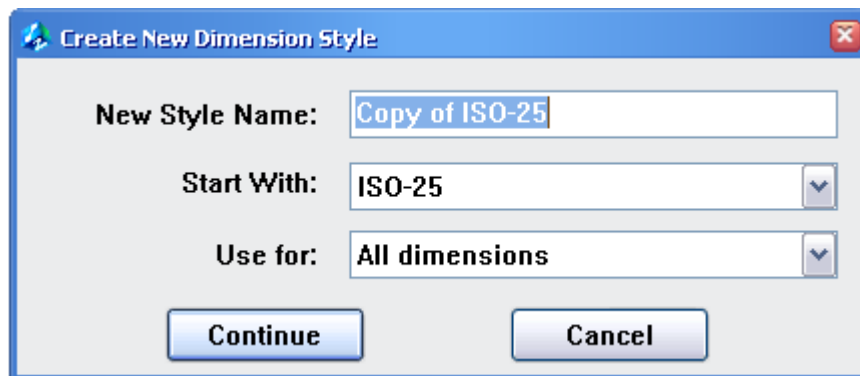 Create New Dimension Style
New Style Name: Copy of ISO-25
Start With: ISO-25
Use for: All dimensions
Continue Cancel